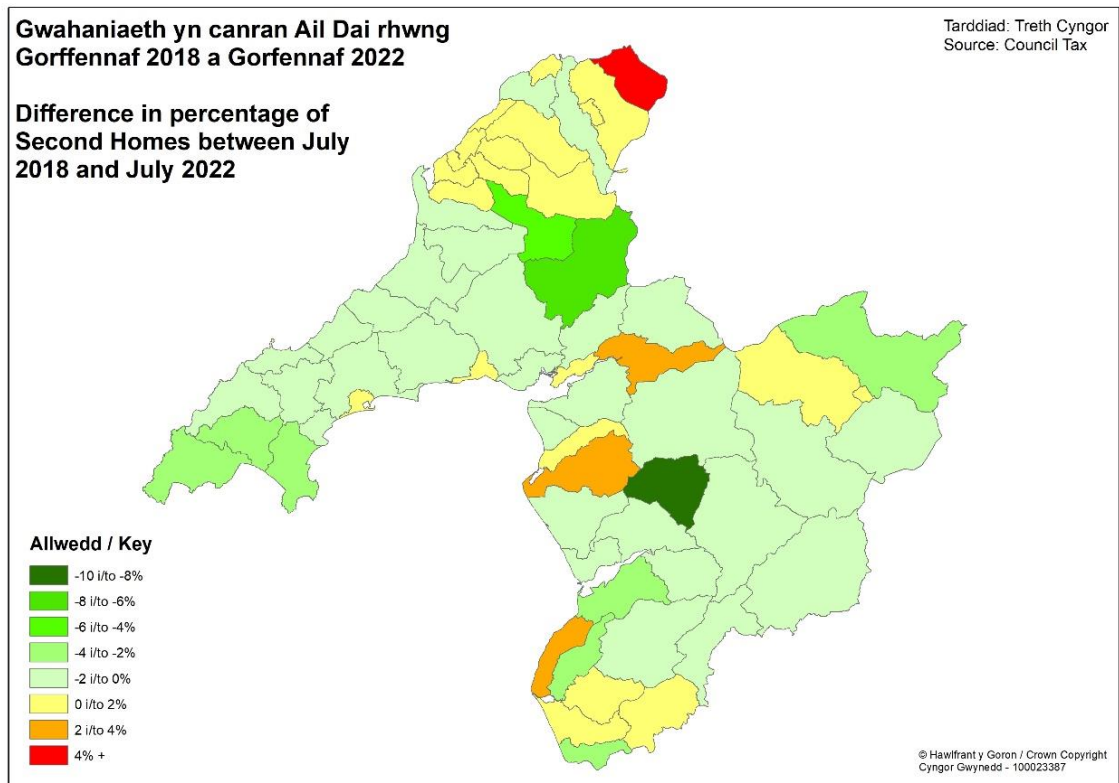 Gwahaniaeth yn canran Ail Dai rhwng
Gorffennaf 2018 a Gorfennaf 2022
Difference in percentage of
Second Homes between July
2018 and July 2022
Tarddiad: Treth Cyngor
Source: Council Tax
Allwedd / Key
-10 i/to -8%
-8 i/to -6%
-6 i/to -4%
-4 i/to -2%
-2 i/to 0%
0 i/to 2%
2 i/to 4%
4% +
© Hawlfrant y Goron / Crown Copyright
Cyngor Gwynedd - 100023387